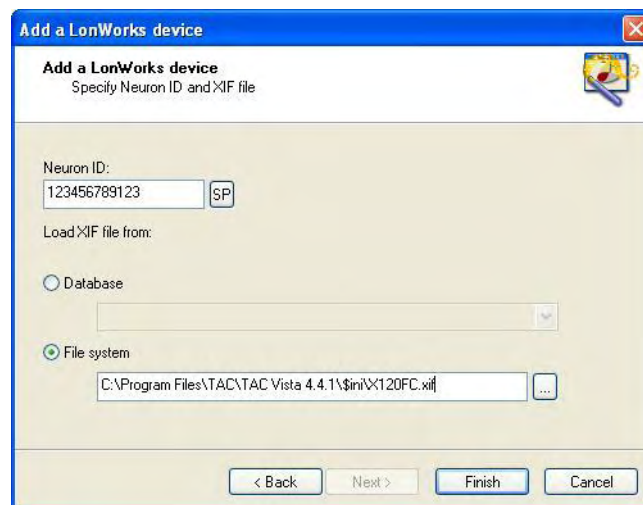 Add a LonWorks device
Add a LonWorks device
Specify Neuron ID and XIF file
Neuron ID:
123456789123 SP
Load XIF file from:
Database
File system
C:\Program Files\TAC\TAC Vista 4.4.1\$ini\X120FC.xif ...
< Back Next > Finish Cancel